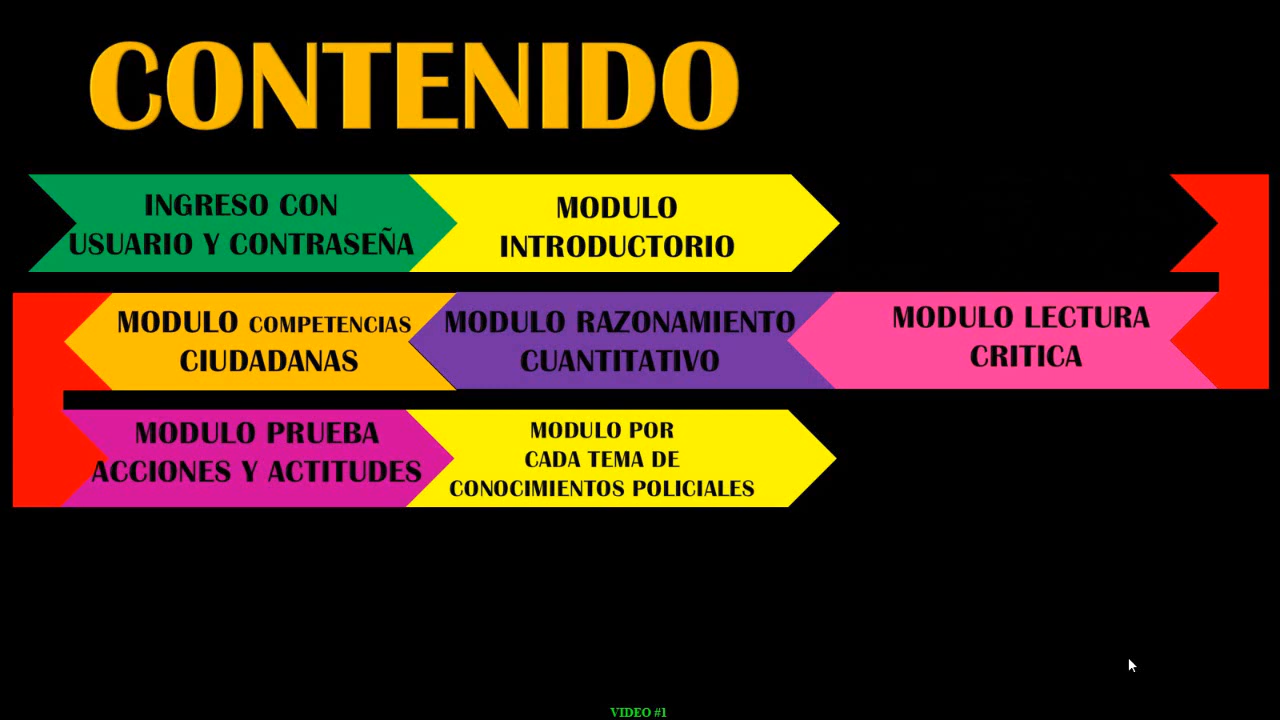 CONTENIDO
INGRESO CON
USUARIO Y CONTRASEÑA
MODULO
INTRODUCTORIO
MODULO COMPETENCIAS
CIUDADANAS
MODULO RAZONAMIENTO
CUANTITATIVO
MODULO LECTURA
CRITICA
MODULO PRUEBA
ACCIONES Y ACTITUDES
MODULO POR
CADA TEMA DE
CONOCIMIENTOS POLICIALES
VIDEO #1